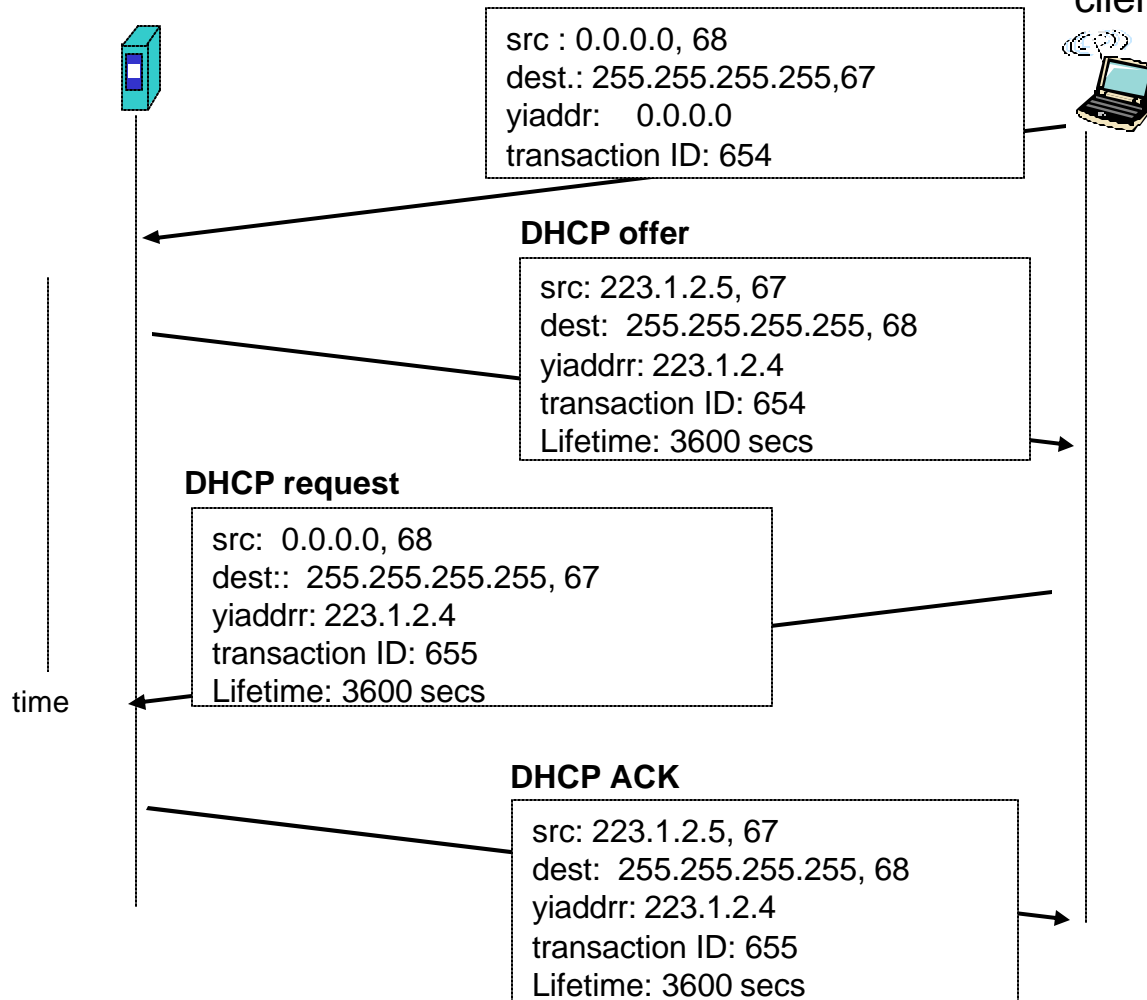 src : 0.0.0.0, 68
dest.: 255.255.255.255,67
yiaddr: 0.0.0.0
transaction ID: 654
DHCP offer
src: 223.1.2.5, 67
dest: 255.255.255.255, 68
yiaddrr: 223.1.2.4
transaction ID: 654
Lifetime: 3600 secs
DHCP request
src: 0.0.0.0, 68
dest:: 255.255.255.255, 67
yiaddrr: 223.1.2.4
transaction ID: 655
Lifetime: 3600 secs
time
DHCP ACK
src: 223.1.2.5, 67
dest: 255.255.255.255, 68
yiaddrr: 223.1.2.4
transaction ID: 655
Lifetime: 3600 secs